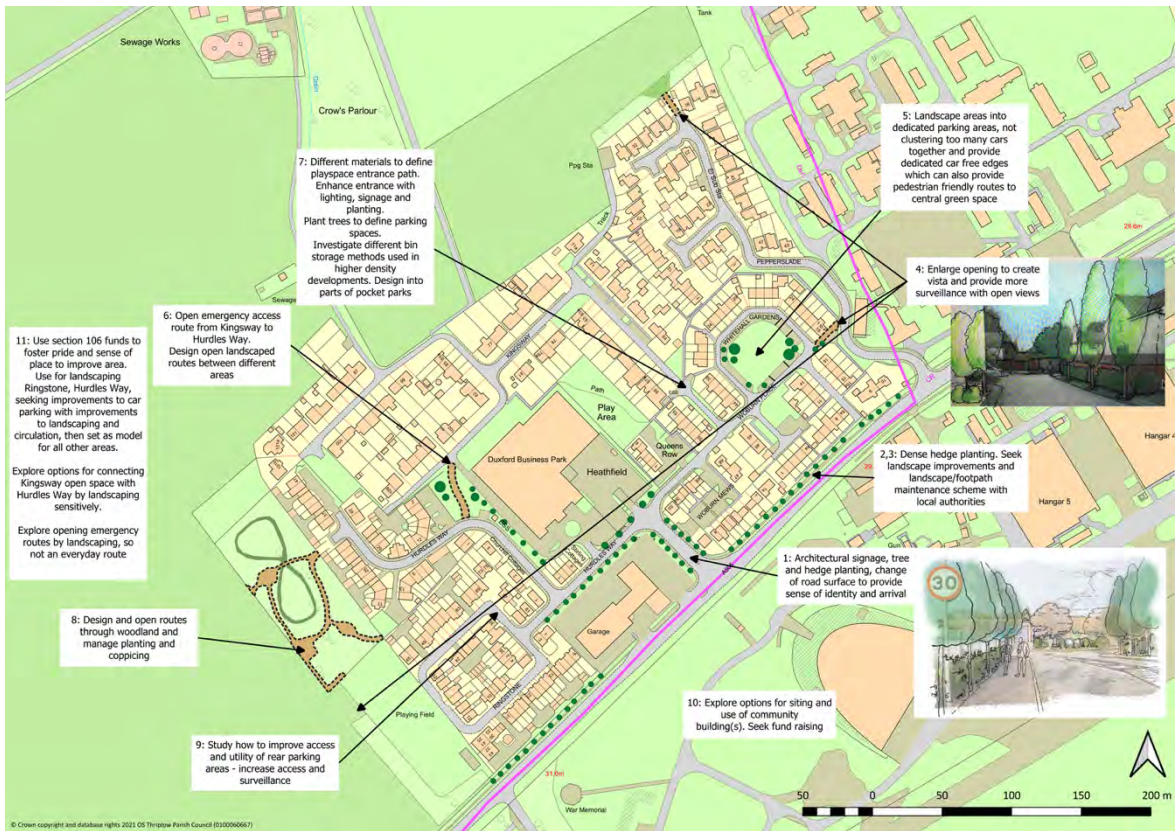 Sewage Works
Tank
Drain
Crow's Parlour
Ppg Sta
Track
El Sub Sta
7: Different materials to define
playspace entrance path.
Enhance entrance with
lighting, signage and
planting.
Plant trees to define parking
spaces.
Investigate different bin
storage methods used in
higher density
developments. Design into
parts of pocket parks
5: Landscape areas into
dedicated parking areas, not
clustering too many cars
together and provide
dedicated car free edges
which can also provide
pedestrian friendly routes to
central green space
29.6m
PEPPERSLADE
4: Enlarge opening to create
vista and provide more
surveillance with open views
WHITEHALL GARDENS
Sewage
6: Open emergency access
route from Kingsway to
Hurdles Way.
Design open landscaped
routes between different
areas
11: Use section 106 funds to
foster pride and sense of
place to improve area.
Use for landscaping
Ringstone, Hurdles Way,
seeking improvements to car
parking with improvements
to landscaping and
circulation, then set as model
for all other areas.
Explore options for connecting
Kingsway open space with
Hurdles Way by landscaping
sensitively.
Explore opening emergency
routes by landscaping, so
not an everyday route
KINGSWAY
Path
Play
Area
Queens
Row
Duxford Business Park
Heathfield
Hangar 4
Hangar 5
2,3: Dense hedge planting. Seek
landscape improvements and
landscape/footpath
maintenance scheme with
local authorities
WOBURN MEWS
HURDLES WAY
HURDLES WAY
1: Architectural signage, tree
and hedge planting, change
of road surface to provide
sense of identity and arrival
30
Garage
8: Design and open routes
through woodland and
manage planting and
coppicing
RINGSTONE
Playing Field
10: Explore options for siting and
use of community
building(s). Seek fund raising
9: Study how to improve access
and utility of rear parking
areas - increase access and
surveillance
31.0m
War Memorial
50 0 50 100 150 200 m
© Crown copyright and database rights 2021 OS Thriplow Parish Council (0100060667)